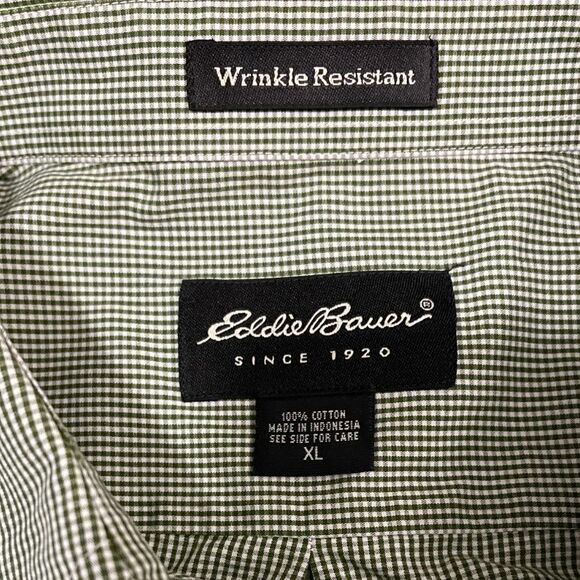 Wrinkle Resistant
Eddie Bauer®
SINCE 1920
100% COTTON
MADE IN INDONESIA
SEE SIDE FOR CARE
XL